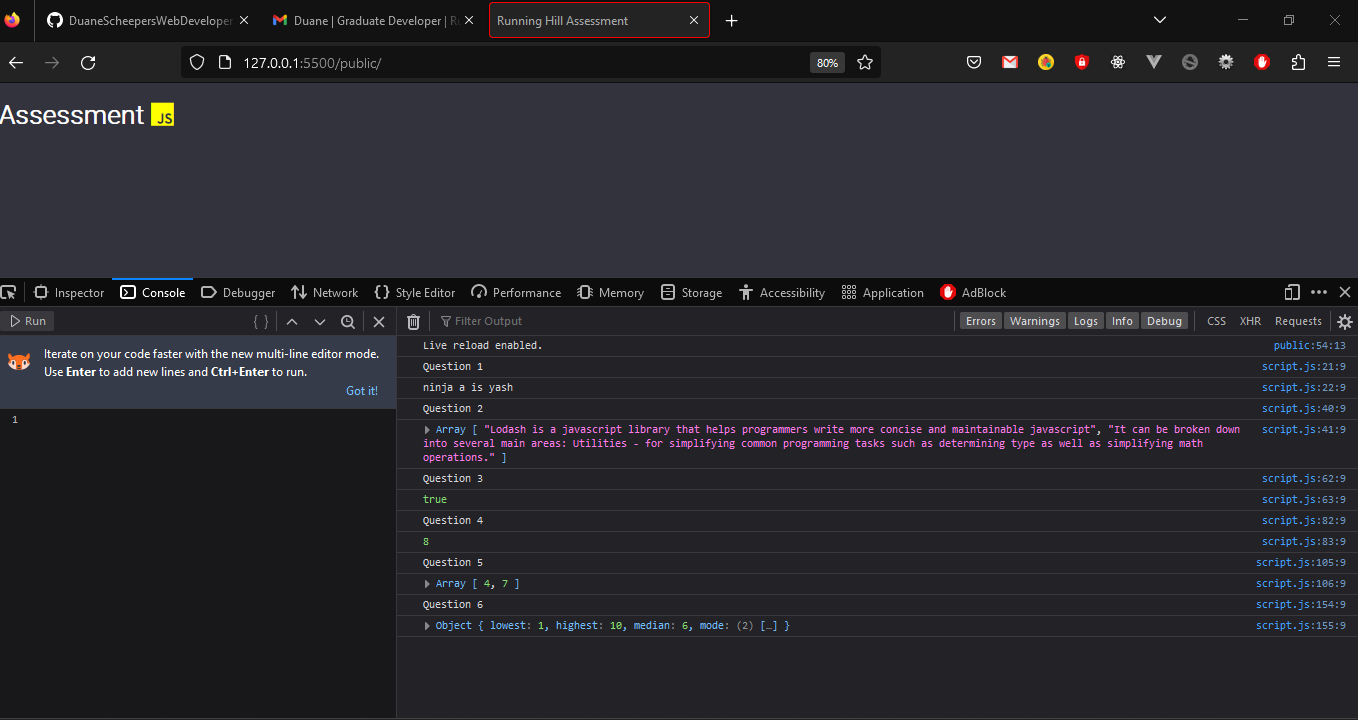 DuaneScheepersWebDeveloper
Duane | Graduate Developer | Ru
Running Hill Assessment
127.0.0.1:5500/public/
80%
Assessment JS
Inspector
Console
Debugger
Network
Style Editor
Performance
Memory
Storage
Accessibility
Application
AdBlock
Run
Filter Output
Errors
Warnings
Logs
Info
Debug
CSS
XHR
Requests
Iterate on your code faster with the new multi-line editor mode.
Use Enter to add new lines and Ctrl+Enter to run.
Got it!
1
Live reload enabled. public:54:13
Question 1 script.js:21:9
ninja a is yash script.js:22:9
Question 2 script.js:40:9
Array [ "Lodash is a javascript library that helps programmers write more concise and maintainable javascript", "It can be broken down script.js:41:9
into several main areas: Utilities - for simplifying common programming tasks such as determining type as well as simplifying math
operations." ]
Question 3 script.js:62:9
true script.js:63:9
Question 4 script.js:82:9
8 script.js:83:9
Question 5 script.js:105:9
Array [ 4, 7 ] script.js:106:9
Question 6 script.js:154:9
Object { lowest: 1, highest: 10, median: 6, mode: (2) […] } script.js:155:9